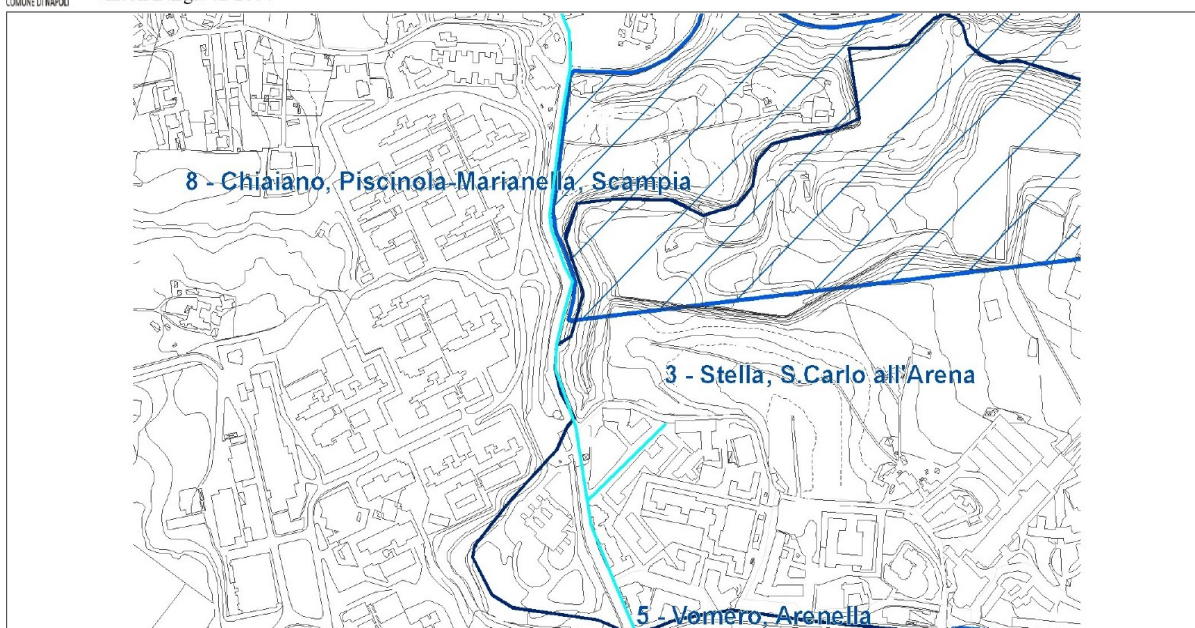 COMUNE DI NAPOLI
8 - Chiaiano, Piscinola-Marianella, Scampia
3 - Stella, S.Carlo all'Arena
5 - Vomero, Arenella